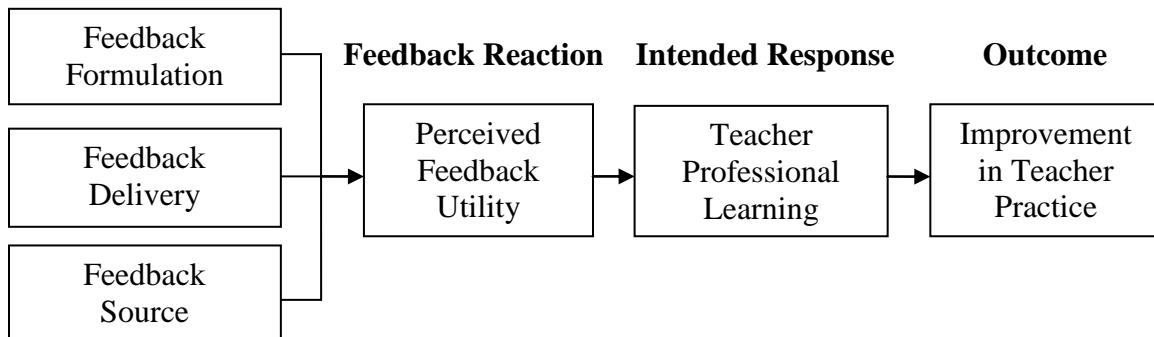 Feedback
Formulation
Feedback
Delivery
Feedback
Source
Feedback Reaction
Perceived
Feedback
Utility
Intended Response
Teacher
Professional
Learning
Outcome
Improvement
in Teacher
Practice